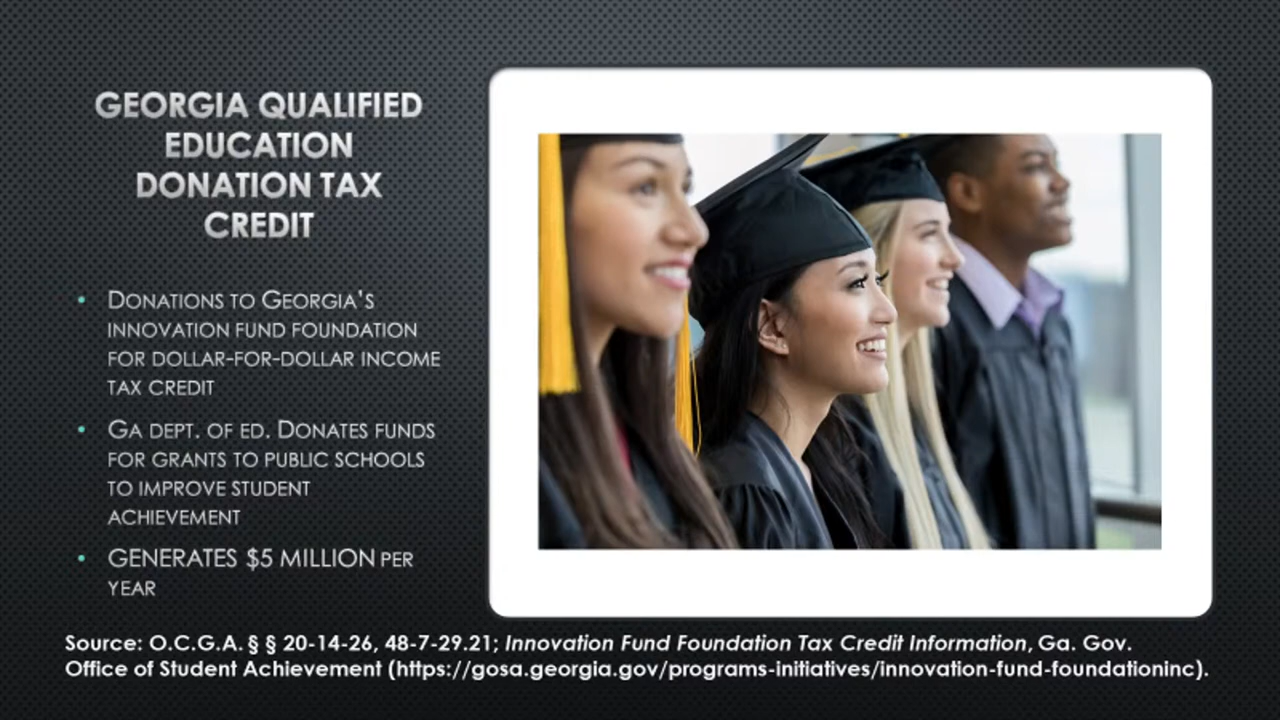 GEORGIA QUALIFIED
EDUCATION
DONATION TAX
CREDIT
• DONATIONS TO GEORGIA'S
INNOVATION FUND FOUNDATION
FOR DOLLAR-FOR-DOLLAR INCOME
TAX CREDIT
• GA DEPT. OF ED. DONATES FUNDS
FOR GRANTS TO PUBLIC SCHOOLS
TO IMPROVE STUDENT
ACHIEVEMENT
• GENERATES $5 MILLION PER
YEAR
Source: O.C.G.A. § § 20-14-26, 48-7-29.21; Innovation Fund Foundation Tax Credit Information, Ga. Gov.
Office of Student Achievement (https://gosa.georgia.gov/programs-initiatives/innovation-fund-foundationinc).